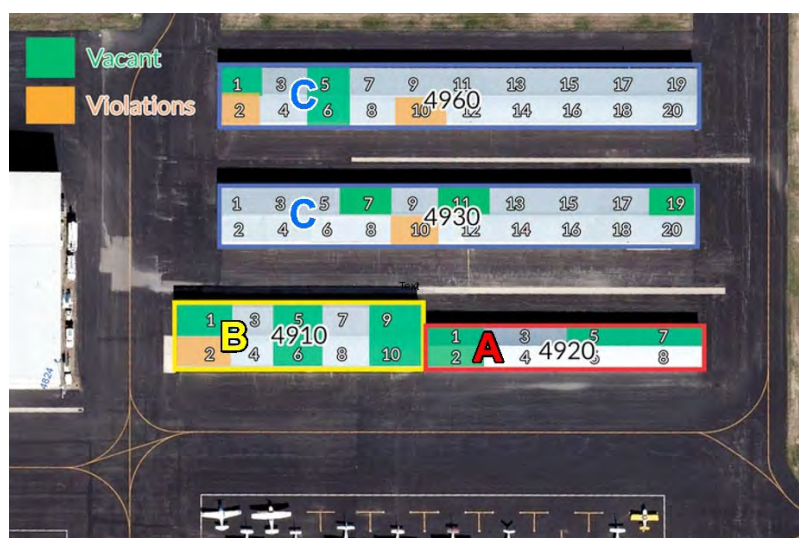 Vacant
Violations
1 3 5 7 9 11 13 15 17 19
C 4960
2 4 6 8 10 12 14 16 18 20
1 3 5 7 9 11 13 15 17 19
C 4930
2 4 6 8 10 12 14 16 18 20
Text
1 3 5 7 9
B 4910
2 4 6 8 10
1 3 5 7
A 4920
2 4 6 8
4824